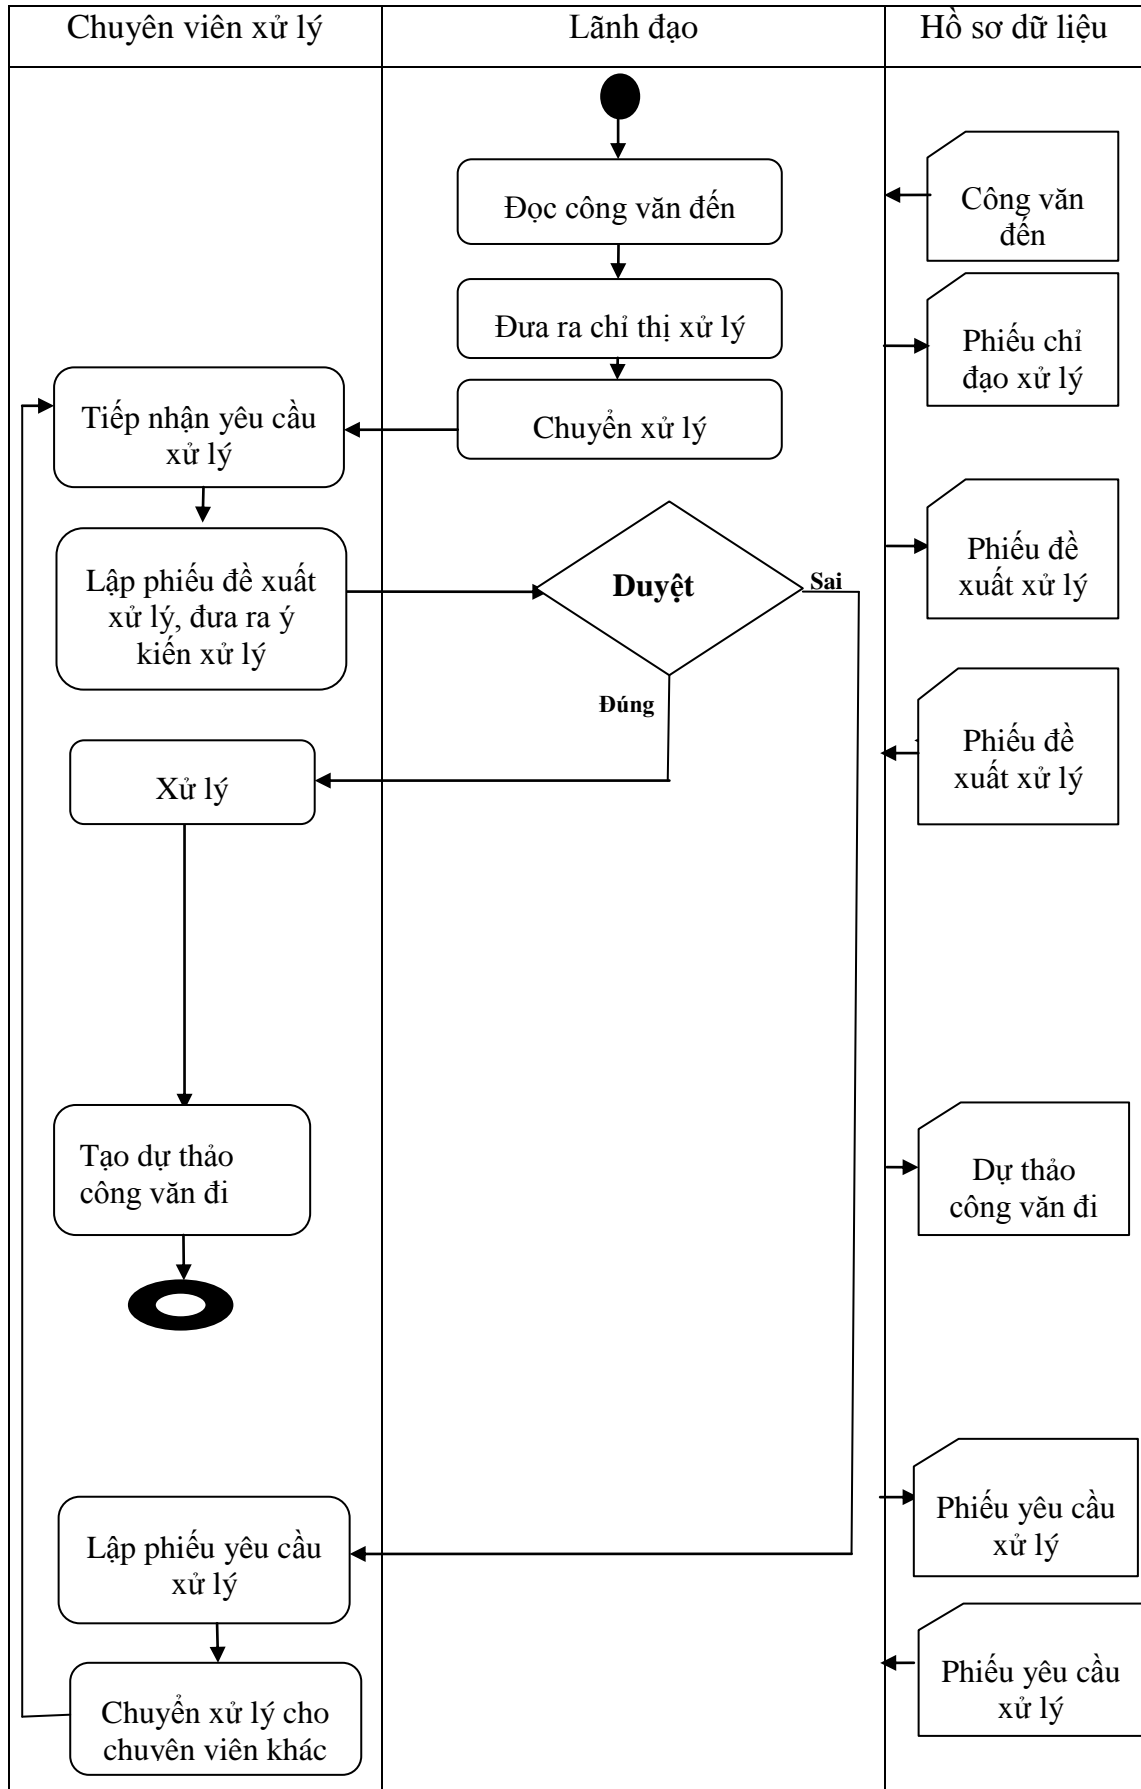 Chuyên viên xử lý
Lãnh đạo
Hồ sơ dữ liệu
Đọc công văn đến
Công văn
đến
Đưa ra chỉ thị xử lý
Phiếu chỉ
đạo xử lý
Chuyển xử lý
Tiếp nhận yêu cầu
xử lý
Lập phiếu đề xuất
xử lý, đưa ra ý
kiến xử lý
Duyệt
Sai
Đúng
Phiếu đề
xuất xử lý
Phiếu đề
xuất xử lý
Xử lý
Tạo dự thảo
công văn đi
Dự thảo
công văn đi
Lập phiếu yêu cầu
xử lý
Phiếu yêu cầu
xử lý
Chuyển xử lý cho
chuyên viên khác
Phiếu yêu cầu
xử lý